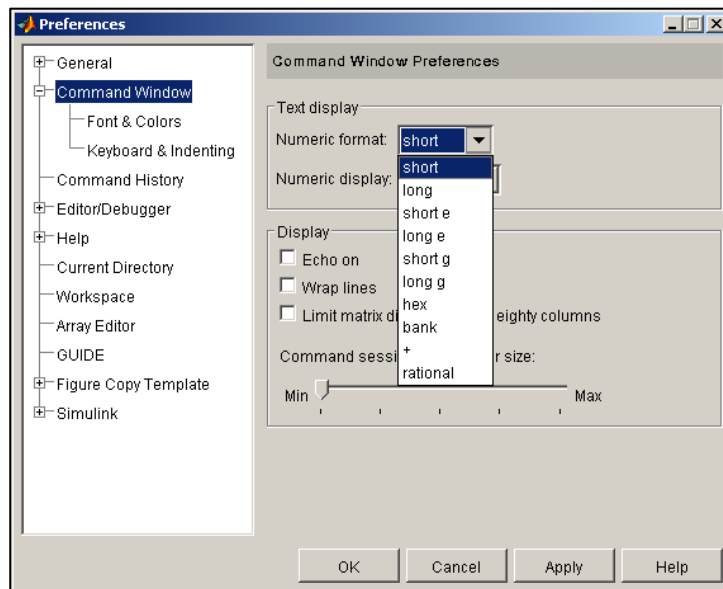 Preferences
General
Command Window
Font & Colors
Keyboard & Indenting
Command History
Editor/Debugger
Help
Current Directory
Workspace
Array Editor
GUIDE
Figure Copy Template
Simulink
Command Window Preferences
Text display
Numeric format: short
Numeric display:
short
long
short e
long e
short g
long g
hex
bank
+
rational
Display
Echo on
Wrap lines
Limit matrix eighty columns
Command size:
Min Max
OK Cancel Apply Help